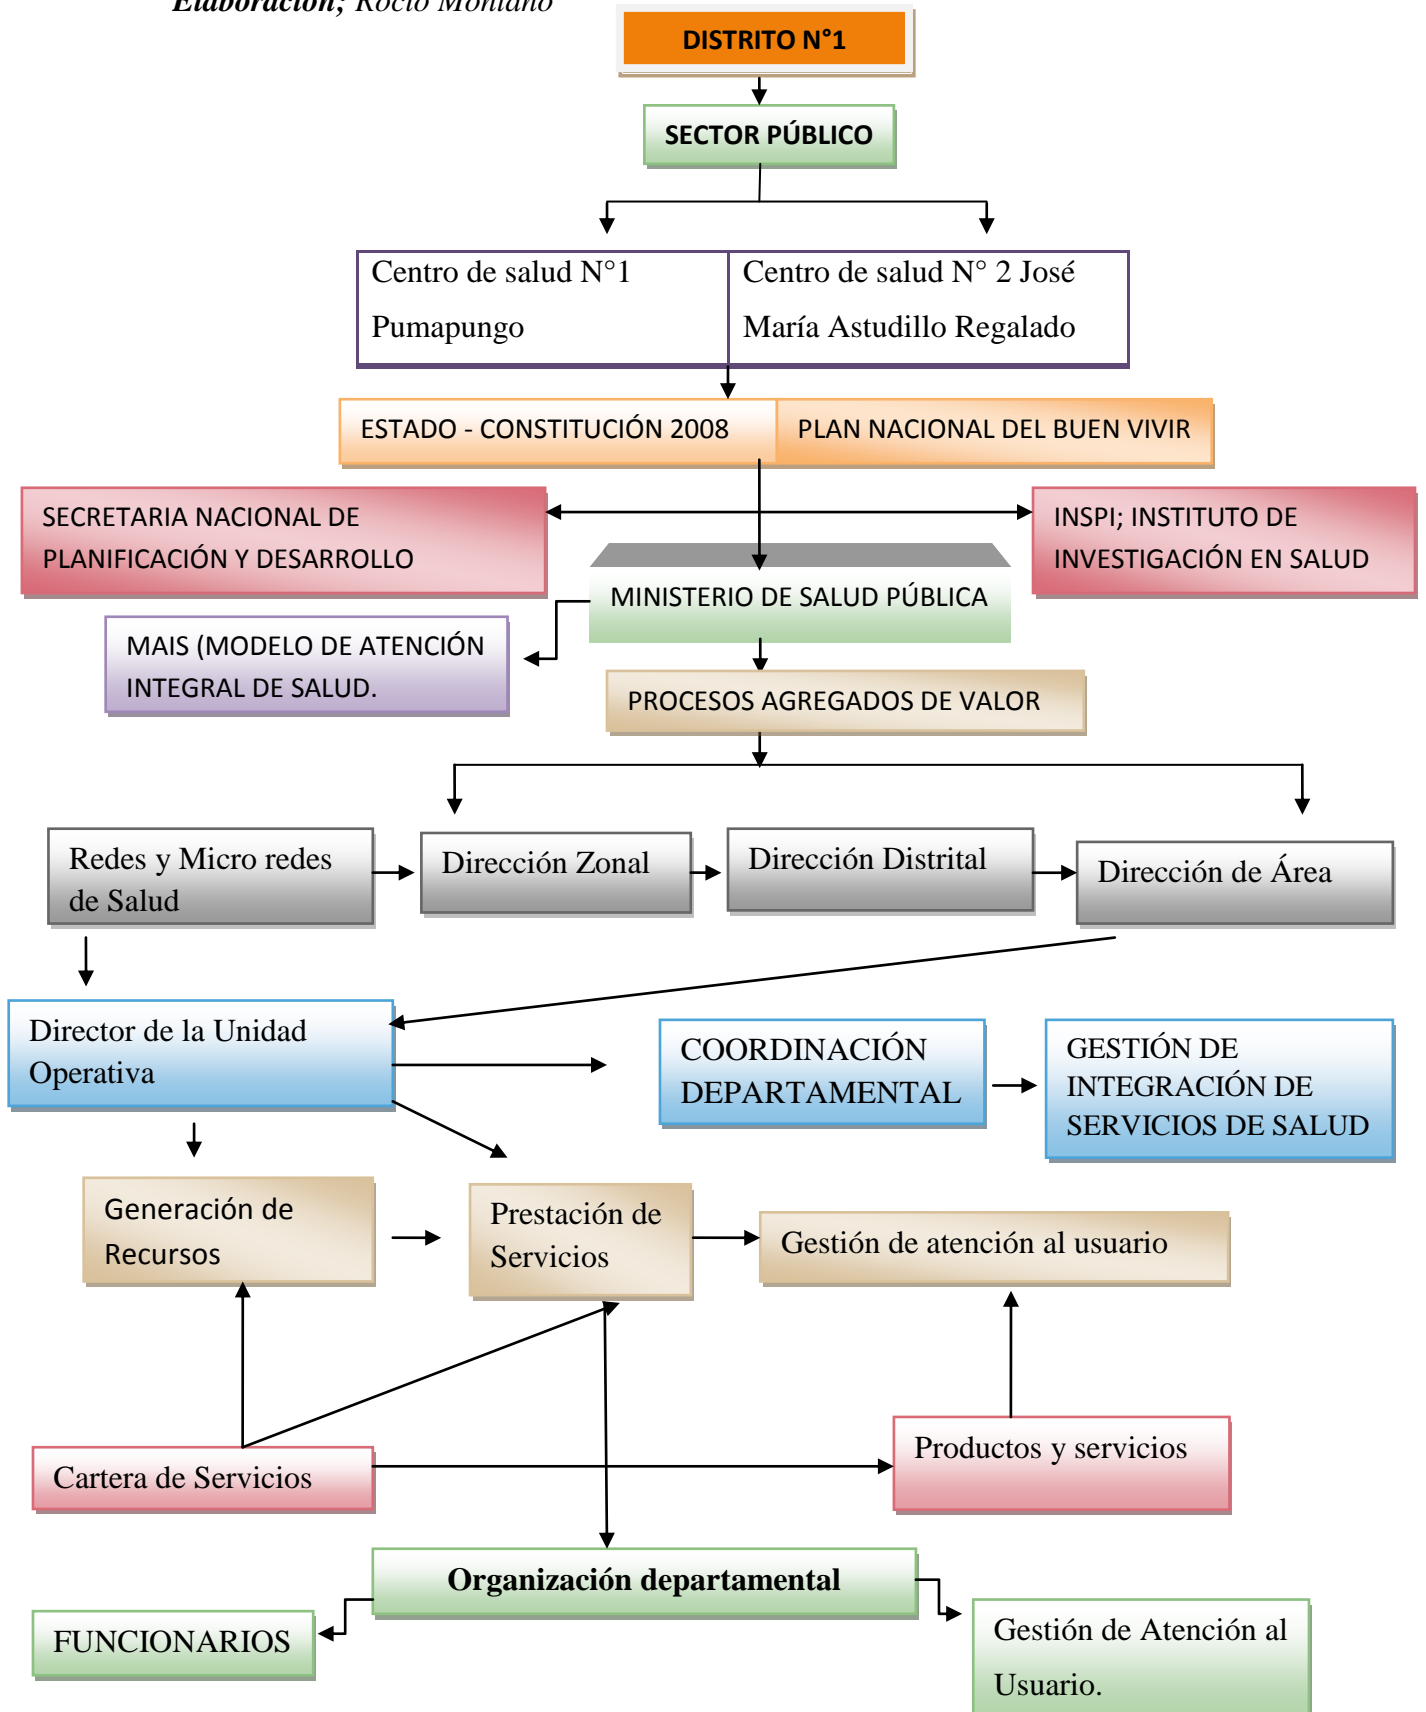 Elaboración; Rocío Montaño
DISTRITO N°1
SECTOR PÚBLICO
Centro de salud N°1
Pumapungo
Centro de salud N° 2 José
María Astudillo Regalado
ESTADO - CONSTITUCIÓN 2008
PLAN NACIONAL DEL BUEN VIVIR
SECRETARIA NACIONAL DE
PLANIFICACIÓN Y DESARROLLO
INSPI; INSTITUTO DE
INVESTIGACIÓN EN SALUD
MINISTERIO DE SALUD PÚBLICA
MAIS (MODELO DE ATENCIÓN
INTEGRAL DE SALUD.
PROCESOS AGREGADOS DE VALOR
Redes y Micro redes
de Salud
Dirección Zonal
Dirección Distrital
Dirección de Área
Director de la Unidad
Operativa
COORDINACIÓN
DEPARTAMENTAL
GESTIÓN DE
INTEGRACIÓN DE
SERVICIOS DE SALUD
Generación de
Recursos
Prestación de
Servicios
Gestión de atención al usuario
Cartera de Servicios
Productos y servicios
Organización departamental
FUNCIONARIOS
Gestión de Atención al
Usuario.